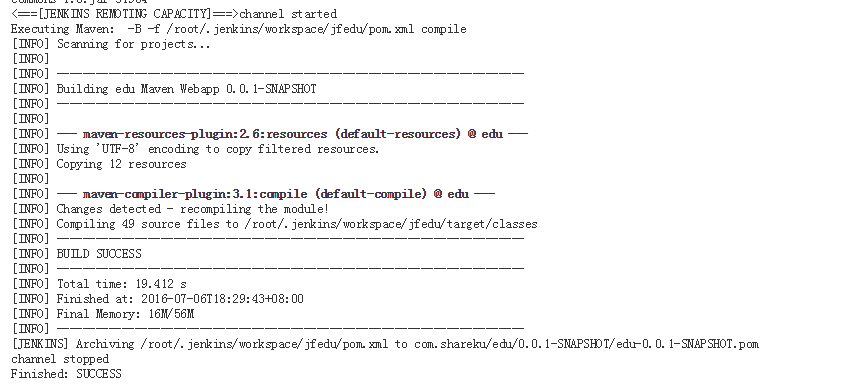 <===[JENKINS REMOTING CAPACITY]===>channel started
Executing Maven:  -B -f /root/.jenkins/workspace/jfedu/pom.xml compile
[INFO] Scanning for projects...
[INFO]
[INFO] ------------------------------------------------------------------------
[INFO] Building edu Maven Webapp 0.0.1-SNAPSHOT
[INFO] ------------------------------------------------------------------------
[INFO]
[INFO] --- maven-resources-plugin:2.6:resources (default-resources) @ edu ---
[INFO] Using 'UTF-8' encoding to copy filtered resources.
[INFO] Copying 12 resources
[INFO]
[INFO] --- maven-compiler-plugin:3.1:compile (default-compile) @ edu ---
[INFO] Changes detected - recompiling the module!
[INFO] Compiling 49 source files to /root/.jenkins/workspace/jfedu/target/classes
[INFO] ------------------------------------------------------------------------
[INFO] BUILD SUCCESS
[INFO] ------------------------------------------------------------------------
[INFO] Total time: 19.412 s
[INFO] Finished at: 2016-07-06T18:29:43+08:00
[INFO] Final Memory: 16M/56M
[INFO] ------------------------------------------------------------------------
[JENKINS] Archiving /root/.jenkins/workspace/jfedu/pom.xml to com.shareku/edu/0.0.1-SNAPSHOT/edu-0.0.1-SNAPSHOT.pom
channel stopped
Finished: SUCCESS